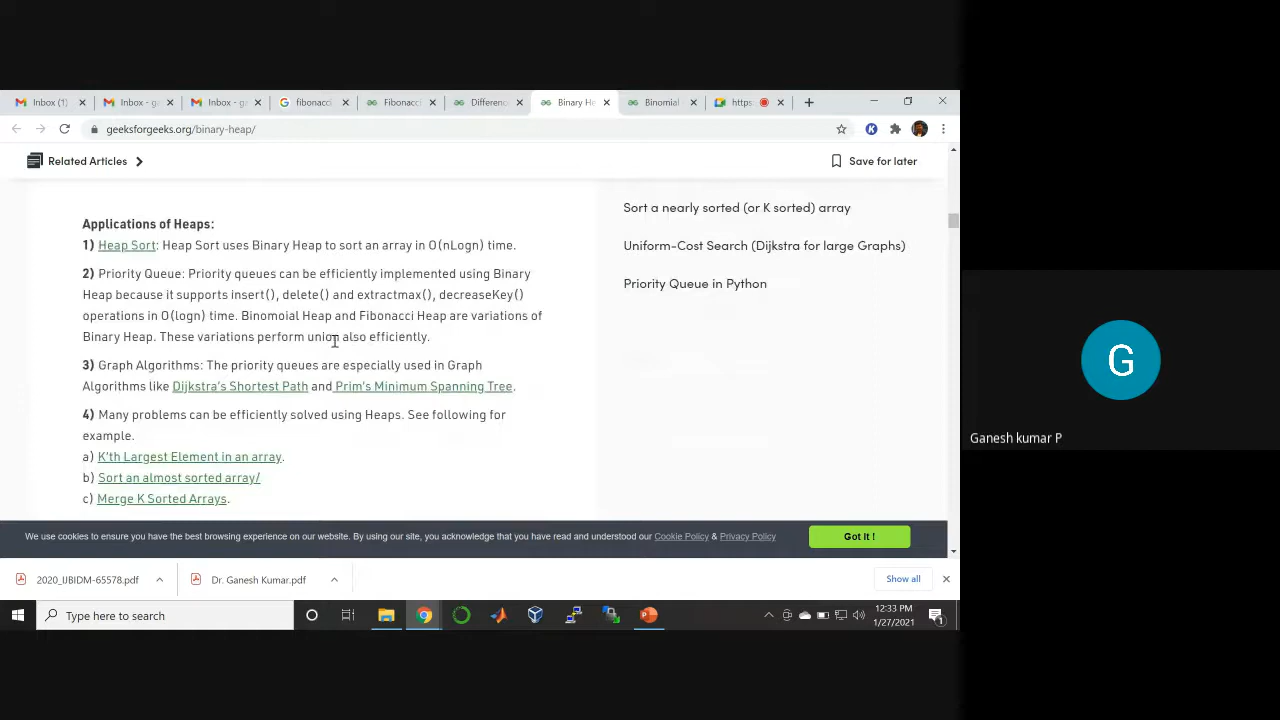 Inbox (1)
Inbox - ga
Inbox - ga
fibonacci
Fibonacci
Differenc
Binary He
Binomial
https:
geeksforgeeks.org/binary-heap/
Related Articles
Save for later
Applications of Heaps:
1) Heap Sort: Heap Sort uses Binary Heap to sort an array in O(nLogn) time.
2) Priority Queue: Priority queues can be efficiently implemented using Binary
Heap because it supports insert(), delete() and extractmax(), decreaseKey()
operations in O(logn) time. Binomoial Heap and Fibonacci Heap are variations of
Binary Heap. These variations perform union also efficiently.
3) Graph Algorithms: The priority queues are especially used in Graph
Algorithms like Dijkstra's Shortest Path and Prim's Minimum Spanning Tree.
4) Many problems can be efficiently solved using Heaps. See following for
example.
a) K'th Largest Element in an array.
b) Sort an almost sorted array/
c) Merge K Sorted Arrays.
Sort a nearly sorted (or K sorted) array
Uniform-Cost Search (Dijkstra for large Graphs)
Priority Queue in Python
We use cookies to ensure you have the best browsing experience on our website. By using our site, you acknowledge that you have read and understood our Cookie Policy & Privacy Policy
Got It !
2020_IJBIDM-65578.pdf
Dr. Ganesh Kumar.pdf
Show all
Type here to search
12:33 PM
1/27/2021
G
Ganesh kumar P